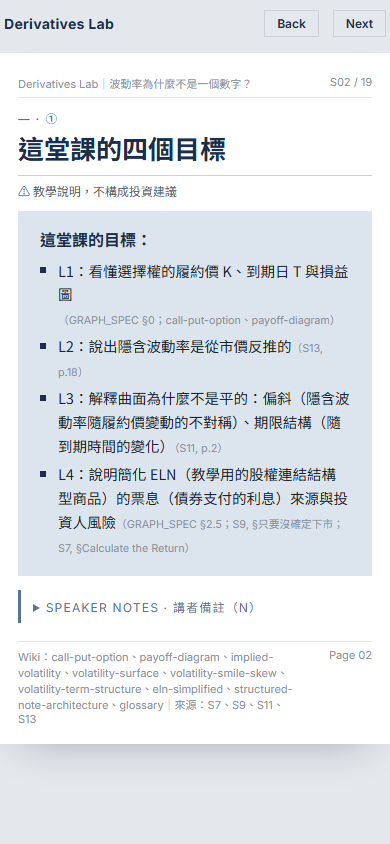 Derivatives Lab
Back
Next
Derivatives Lab｜波動率為什麼不是一個數字？
S02 / 19
一 · ①
這堂課的四個目標
⚠ 教學說明，不構成投資建議
這堂課的目標：
L1：看懂選擇權的履約價 K、到期日 T 與損益
圖
（GRAPH_SPEC §0；call-put-option、payoff-diagram）
L2：說出隱含波動率是從市價反推的（S13,
p.18）
L3：解釋曲面為什麼不是平的：偏斜（隱含波
動率隨履約價變動的不對稱）、期限結構（隨
到期時間的變化）（S11, p.2）
L4：說明簡化 ELN（教學用的股權連結結構
型商品）的票息（債券支付的利息）來源與投
資人風險（GRAPH_SPEC §2.5；S9, §只要沒確定下市；
S7, §Calculate the Return）
▶ SPEAKER NOTES · 講者備註（N）
Wiki：call-put-option、payoff-diagram、implied-
volatility、volatility-surface、volatility-smile-skew、
volatility-term-structure、eln-simplified、structured-
note-architecture、glossary｜來源：S7、S9、S11、
S13
Page 02